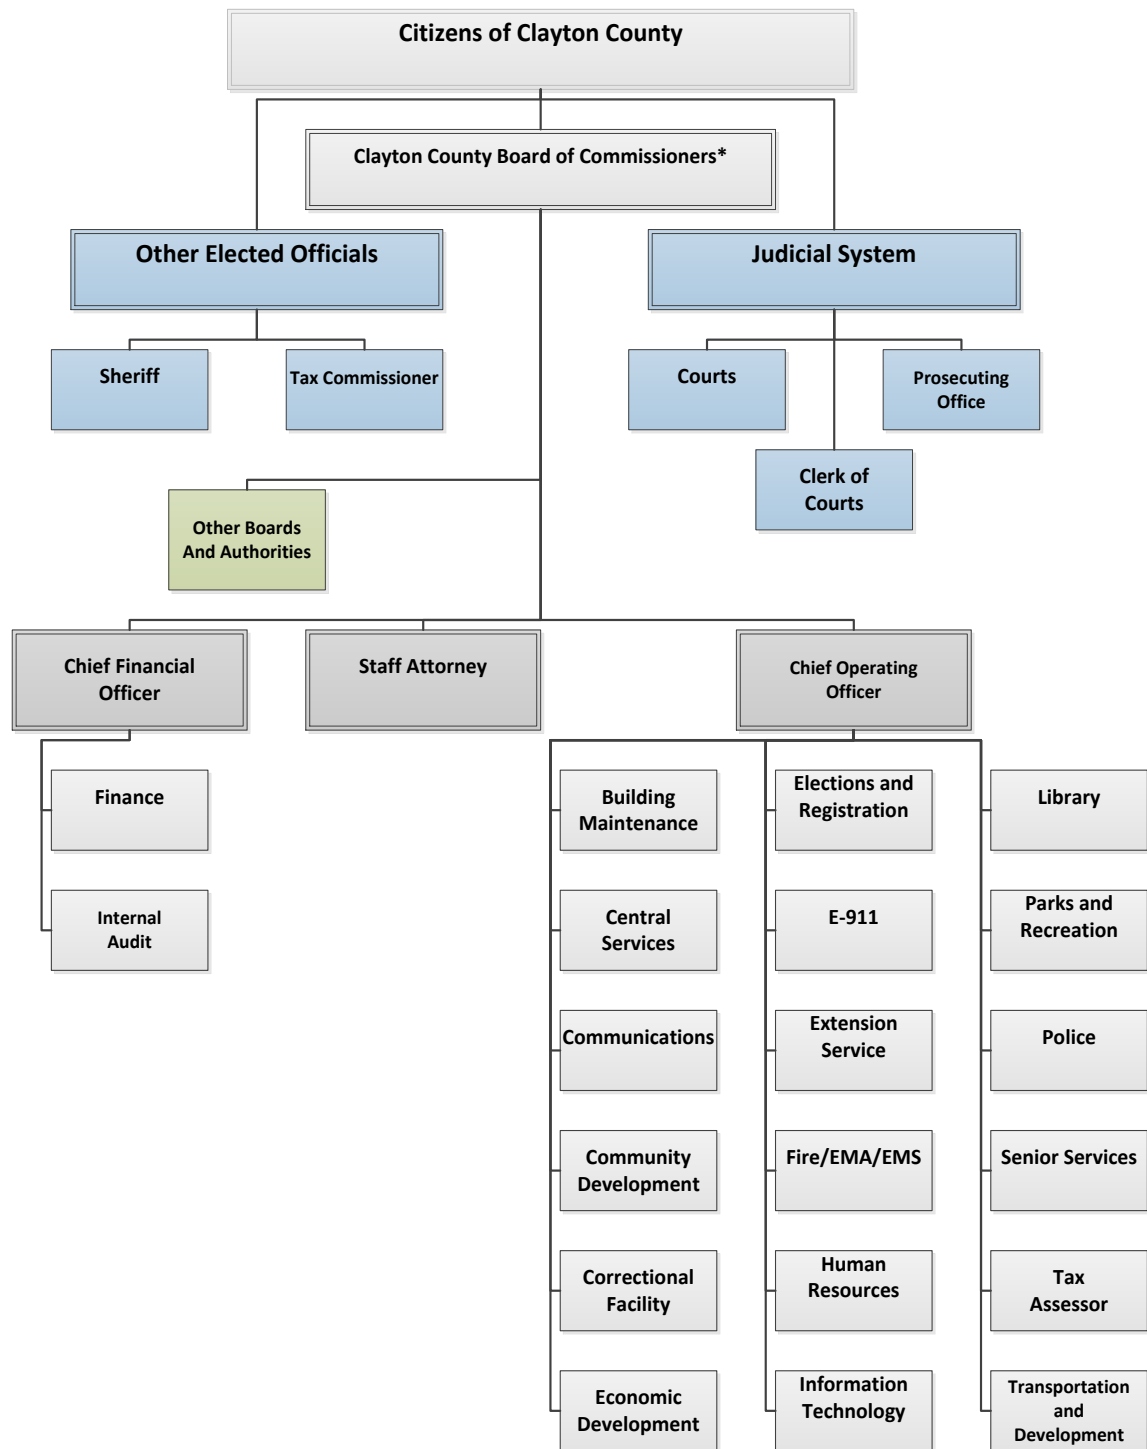 Citizens of Clayton County
Clayton County Board of Commissioners*
Other Elected Officials
Judicial System
Sheriff
Tax Commissioner
Courts
Prosecuting
Office
Clerk of
Courts
Other Boards
And Authorities
Chief Financial
Officer
Staff Attorney
Chief Operating
Officer
Finance
Internal
Audit
Building
Maintenance
Central
Services
Communications
Community
Development
Correctional
Facility
Economic
Development
Elections and
Registration
E-911
Extension
Service
Fire/EMA/EMS
Human
Resources
Information
Technology
Library
Parks and
Recreation
Police
Senior Services
Tax
Assessor
Transportation
and
Development